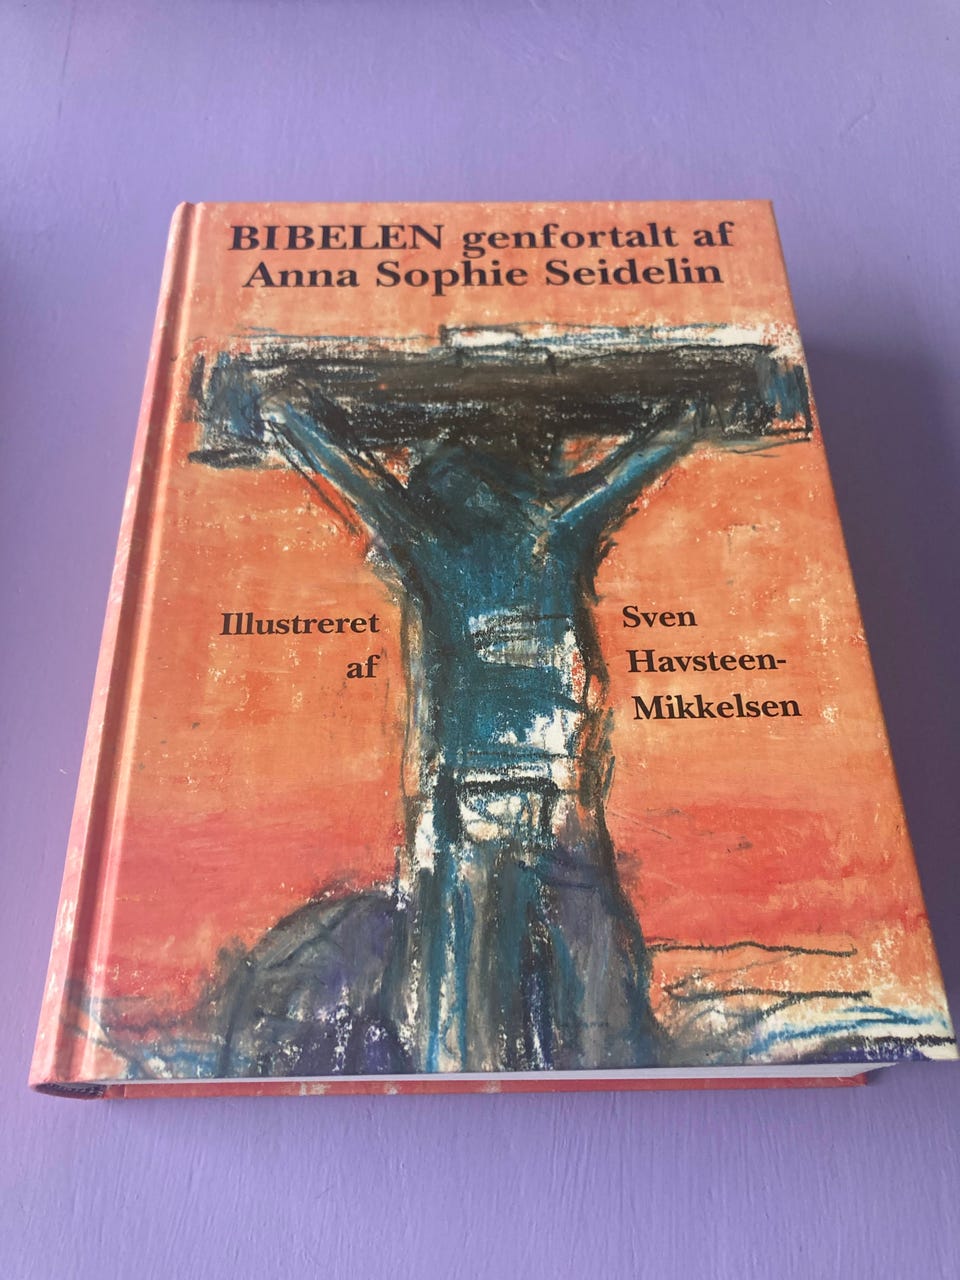 BIBELEN genfortalt af
Anna Sophie Seidelin
Illustreret
af
Sven
Havsteen-
Mikkelsen